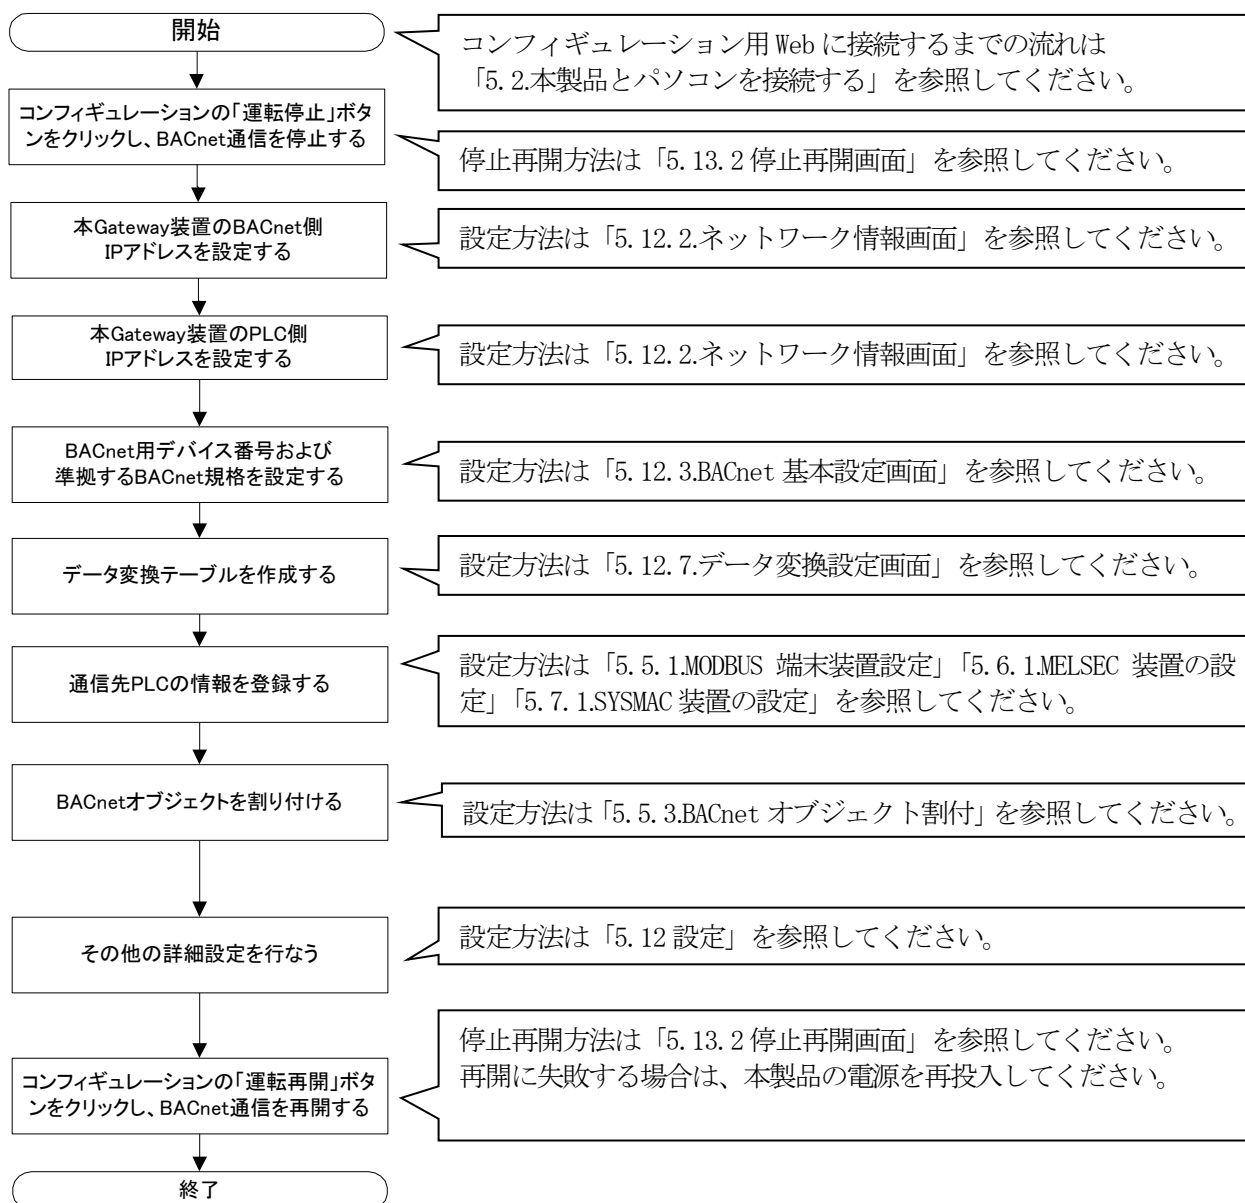 開始
コンフィギュレーション用 Web に接続するまでの流れは
「5.2.本製品とパソコンを接続する」を参照してください。
コンフィギュレーションの「運転停止」ボタ
ンをクリックし、BACnet通信を停止する
停止再開方法は「5.13.2 停止再開画面」を参照してください。
本Gateway装置のBACnet側
IPアドレスを設定する
設定方法は「5.12.2.ネットワーク情報画面」を参照してください。
本Gateway装置のPLC側
IPアドレスを設定する
設定方法は「5.12.2.ネットワーク情報画面」を参照してください。
BACnet用デバイス番号および
準拠するBACnet規格を設定する
設定方法は「5.12.3.BACnet 基本設定画面」を参照してください。
データ変換テーブルを作成する
設定方法は「5.12.7.データ変換設定画面」を参照してください。
通信先PLCの情報を登録する
設定方法は「5.5.1.MODBUS 端末装置設定」「5.6.1.MELSEC 装置の設
定」「5.7.1.SYSMAC 装置の設定」を参照してください。
BACnetオブジェクトを割り付ける
設定方法は「5.5.3.BACnet オブジェクト割付」を参照してください。
その他の詳細設定を行なう
設定方法は「5.12 設定」を参照してください。
コンフィギュレーションの「運転再開」ボタ
ンをクリックし、BACnet通信を再開する
停止再開方法は「5.13.2 停止再開画面」を参照してください。
再開に失敗する場合は、本製品の電源を再投入してください。
終了